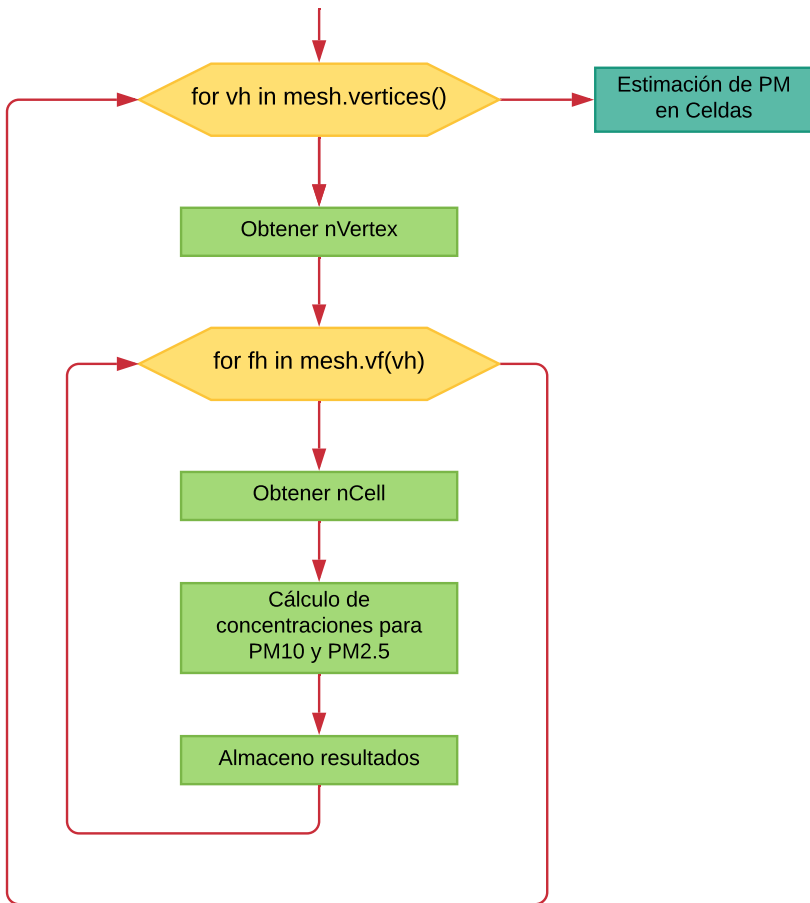 for vh in mesh.vertices()
Estimación de PM
en Celdas
Obtener nVertex
for fh in mesh.vf(vh)
Obtener nCell
Cálculo de
concentraciones para
PM10 y PM2.5
Almaceno resultados